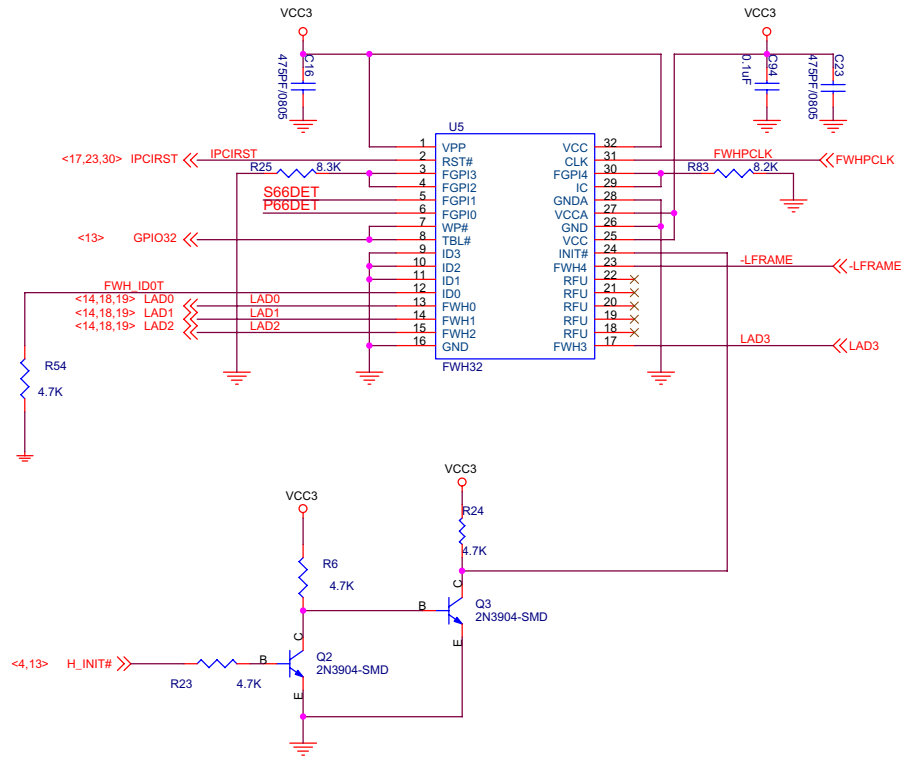 VCC3
VCC3
C16
475PF/0805
0.1uF
C94
475PF/0805
C23
U5
1 VPP
2 RST#
3 FGPI3
4 FGPI2
5 FGPI1
6 FGPI0
7 WP#
8 TBL#
9 ID3
10 ID2
11 ID1
12 ID0
13 FWH0
14 FWH1
15 FWH2
16 GND
VCC 32
CLK 31
FGPI4 30
IC 29
GNDA 28
VCCA 27
GND 26
VCC 25
INIT# 24
FWH4 23
RFU 22
RFU 21
RFU 20
RFU 19
RFU 18
FWH3 17
FWH32
<17,23,30> IPCIRST IPCIRST
R25 8.3K
S66DET
P66DET
<13> GPIO32
FWH_ID0T
<14,18,19> LAD0 LAD0
<14,18,19> LAD1 LAD1
<14,18,19> LAD2 LAD2
FWHPCLK FWHPCLK
R83 8.2K
-LFRAME -LFRAME
LAD3 LAD3
R54
4.7K
VCC3
VCC3
R24
4.7K
R6
4.7K
C
B
Q3
2N3904-SMD
E
C
<4,13> H_INIT#
R23 4.7K
B
Q2
2N3904-SMD
E